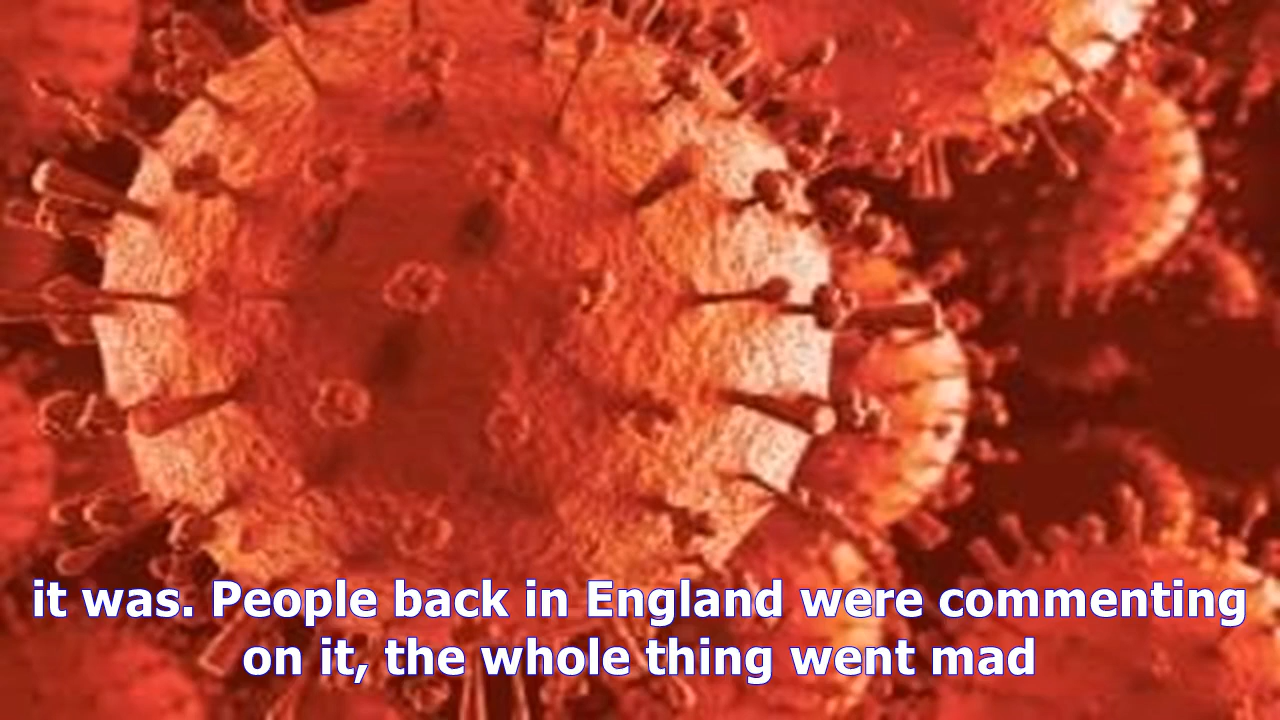 it was. People back in England were commenting
on it, the whole thing went mad